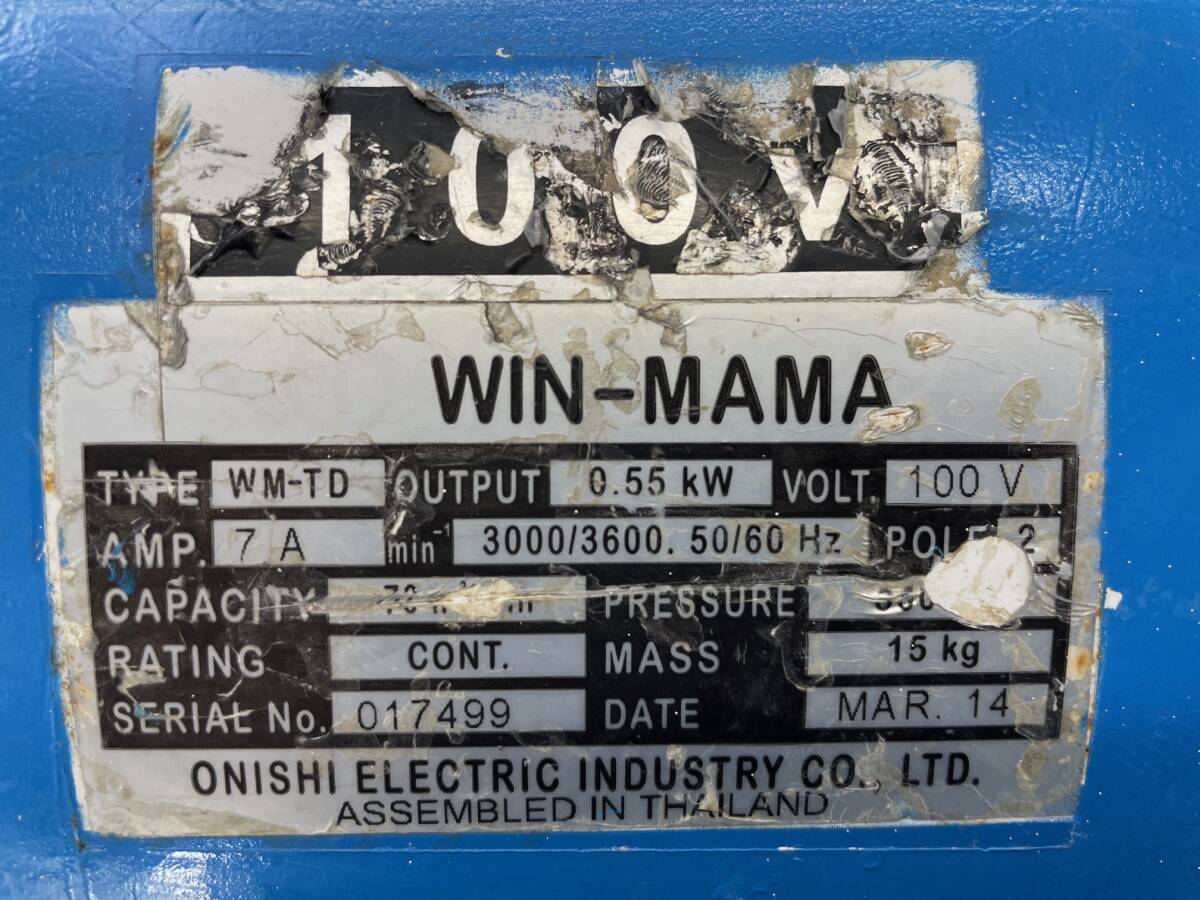 100V
WIN-MAMA
TYPE WM-TD OUTPUT 0.55 kW VOLT. 100 V
AMP. 7 A min⁻¹ 3000/3600. 50/60 Hz POLE 2
CAPACITY PRESSURE
RATING CONT. MASS 15 kg
SERIAL No. 017499 DATE MAR. 14
ONISHI ELECTRIC INDUSTRY CO., LTD.
ASSEMBLED IN THAILAND